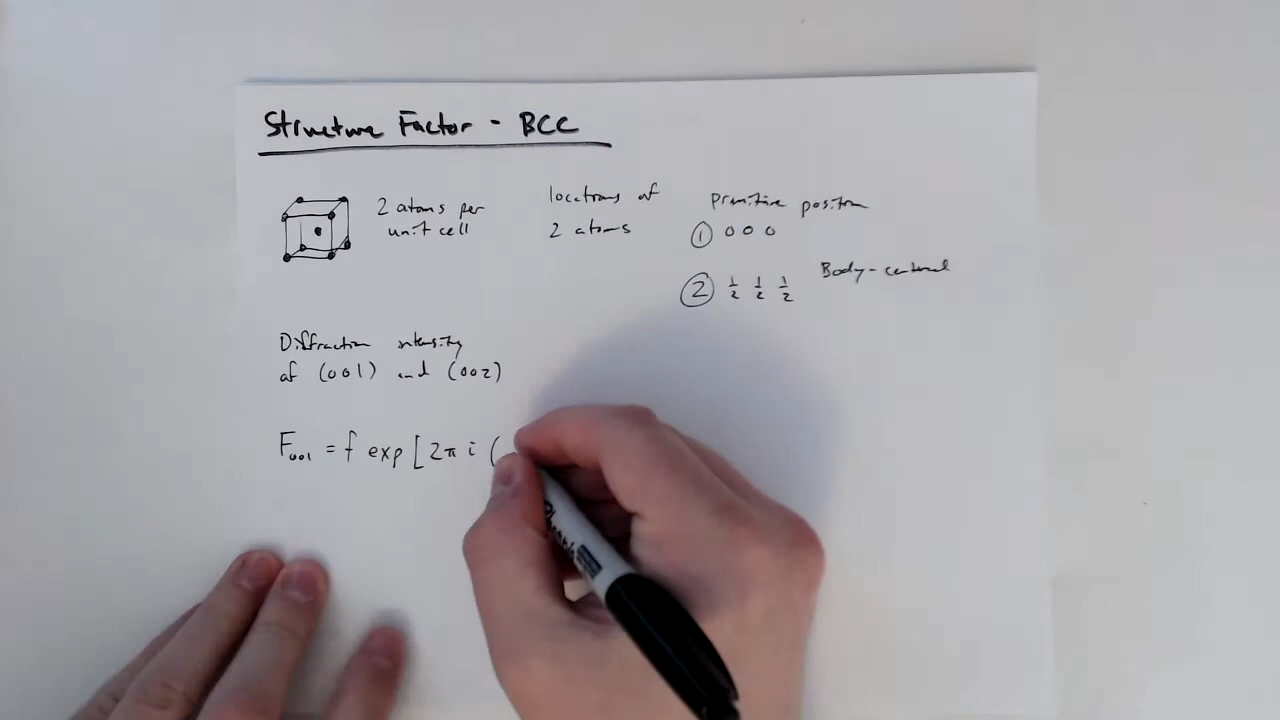 Structure Factor - BCC
2 atoms per
unit cell
locations of
2 atoms
primitive position
① 0 0 0
② 1/2 1/2 1/2
Body-centered
Diffraction intensity
of (001) and (002)
F₀₀₁ = f exp [2π i (